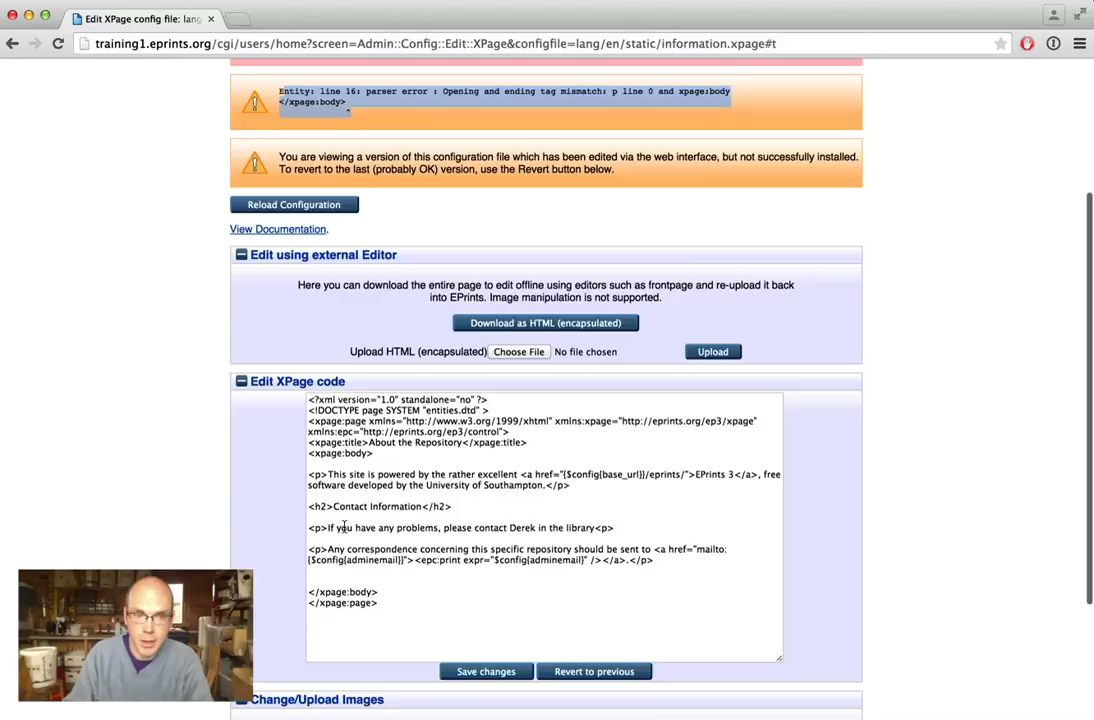 Edit XPage config file: lang
training1.eprints.org/cgi/users/home?screen=Admin::Config::Edit::XPage&configfile=lang/en/static/information.xpage#t
Entity: line 16: parser error : Opening and ending tag mismatch: p line 0 and xpage:body
</xpage:body>
^
You are viewing a version of this configuration file which has been edited via the web interface, but not successfully installed.
To revert to the last (probably OK) version, use the Revert button below.
Reload Configuration
View Documentation.
Edit using external Editor
Here you can download the entire page to edit offline using editors such as frontpage and re-upload it back
into EPrints. Image manipulation is not supported.
Download as HTML (encapsulated)
Upload HTML (encapsulated) Choose File No file chosen Upload
Edit XPage code
<?xml version="1.0" standalone="no" ?>
<!DOCTYPE page SYSTEM "entities.dtd" >
<xpage:page xmlns="http://www.w3.org/1999/xhtml" xmlns:xpage="http://eprints.org/ep3/xpage"
xmlns:epc="http://eprints.org/ep3/control">
<xpage:title>About the Repository</xpage:title>
<xpage:body>
<p>This site is powered by the rather excellent <a href="{$config{base_url}}/eprints/">EPrints 3</a>, free
software developed by the University of Southampton.</p>
<h2>Contact Information</h2>
<p>If you have any problems, please contact Derek in the library<p>
<p>Any correspondence concerning this specific repository should be sent to <a href="mailto:
{$config{adminemail}}"><epc:print expr="$config{adminemail}" /></a>.</p>
</xpage:body>
</xpage:page>
Save changes Revert to previous
Change/Upload Images